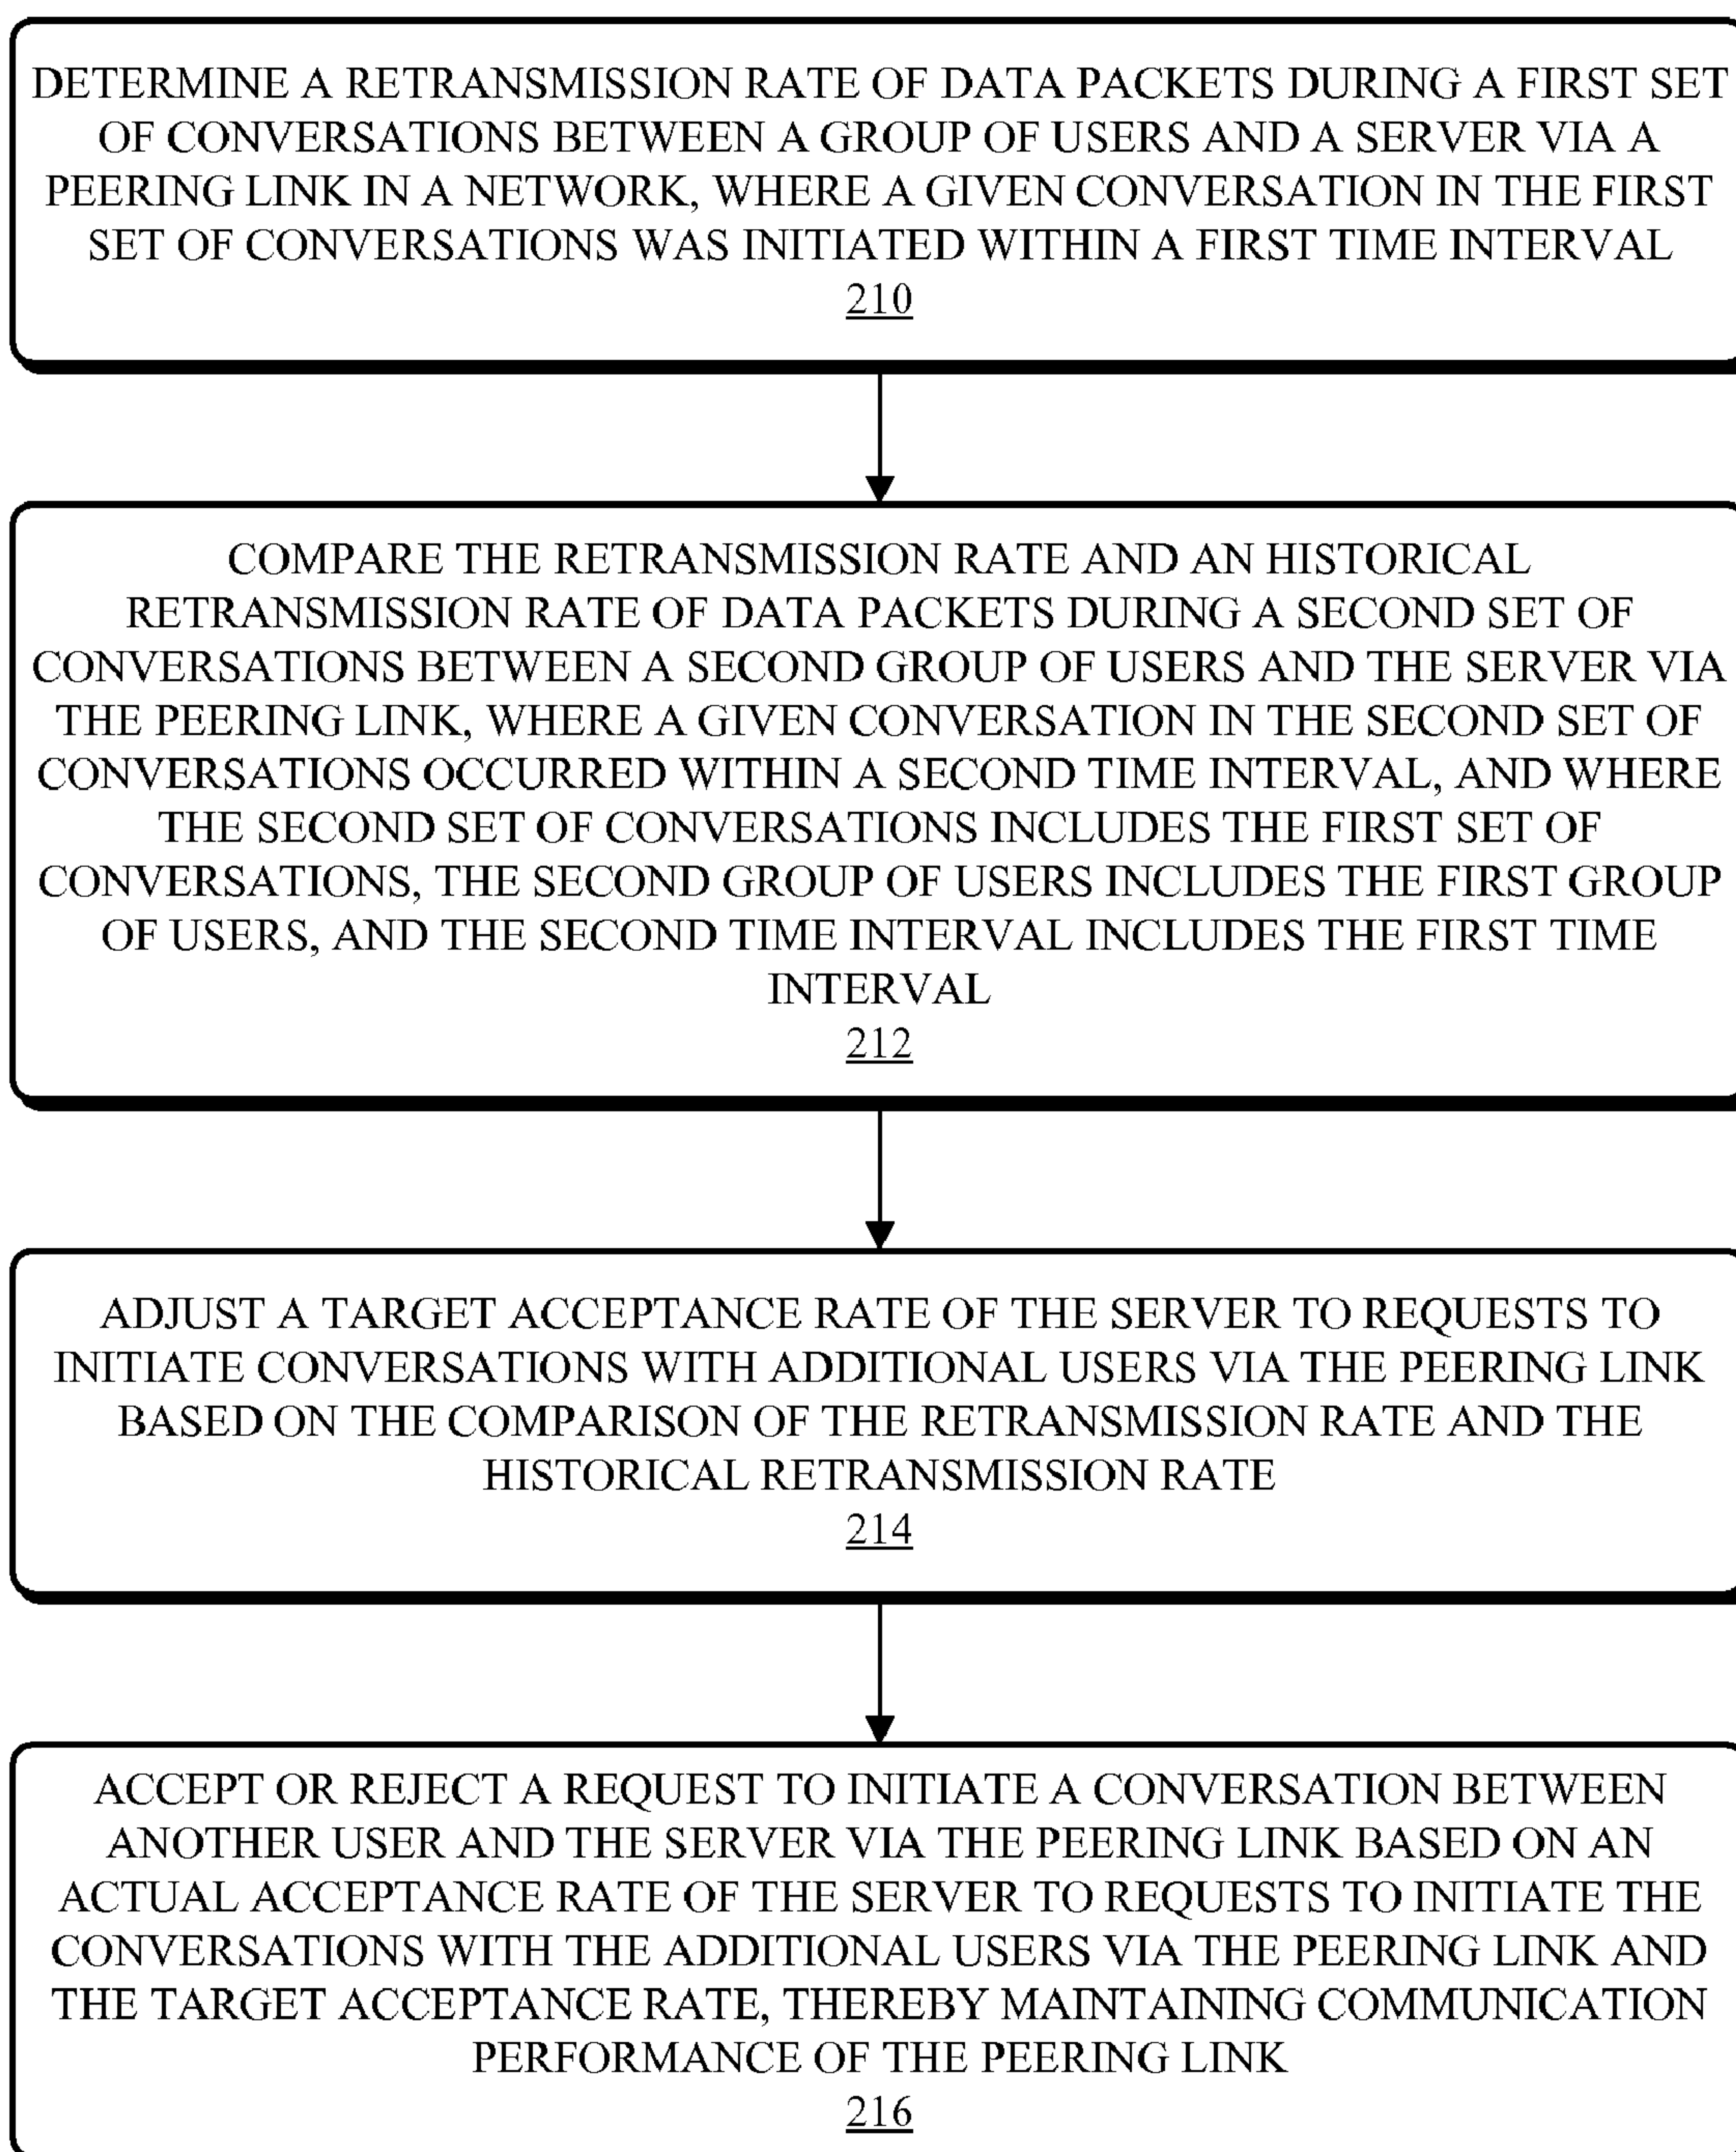 DETERMINE A RETRANSMISSION RATE OF DATA PACKETS DURING A FIRST SET
OF CONVERSATIONS BETWEEN A GROUP OF USERS AND A SERVER VIA A
PEERING LINK IN A NETWORK, WHERE A GIVEN CONVERSATION IN THE FIRST
SET OF CONVERSATIONS WAS INITIATED WITHIN A FIRST TIME INTERVAL
210
COMPARE THE RETRANSMISSION RATE AND AN HISTORICAL
RETRANSMISSION RATE OF DATA PACKETS DURING A SECOND SET OF
CONVERSATIONS BETWEEN A SECOND GROUP OF USERS AND THE SERVER VIA
THE PEERING LINK, WHERE A GIVEN CONVERSATION IN THE SECOND SET OF
CONVERSATIONS OCCURRED WITHIN A SECOND TIME INTERVAL, AND WHERE
THE SECOND SET OF CONVERSATIONS INCLUDES THE FIRST SET OF
CONVERSATIONS, THE SECOND GROUP OF USERS INCLUDES THE FIRST GROUP
OF USERS, AND THE SECOND TIME INTERVAL INCLUDES THE FIRST TIME
INTERVAL
212
ADJUST A TARGET ACCEPTANCE RATE OF THE SERVER TO REQUESTS TO
INITIATE CONVERSATIONS WITH ADDITIONAL USERS VIA THE PEERING LINK
BASED ON THE COMPARISON OF THE RETRANSMISSION RATE AND THE
HISTORICAL RETRANSMISSION RATE
214
ACCEPT OR REJECT A REQUEST TO INITIATE A CONVERSATION BETWEEN
ANOTHER USER AND THE SERVER VIA THE PEERING LINK BASED ON AN
ACTUAL ACCEPTANCE RATE OF THE SERVER TO REQUESTS TO INITIATE THE
CONVERSATIONS WITH THE ADDITIONAL USERS VIA THE PEERING LINK AND
THE TARGET ACCEPTANCE RATE, THEREBY MAINTAINING COMMUNICATION
PERFORMANCE OF THE PEERING LINK
216